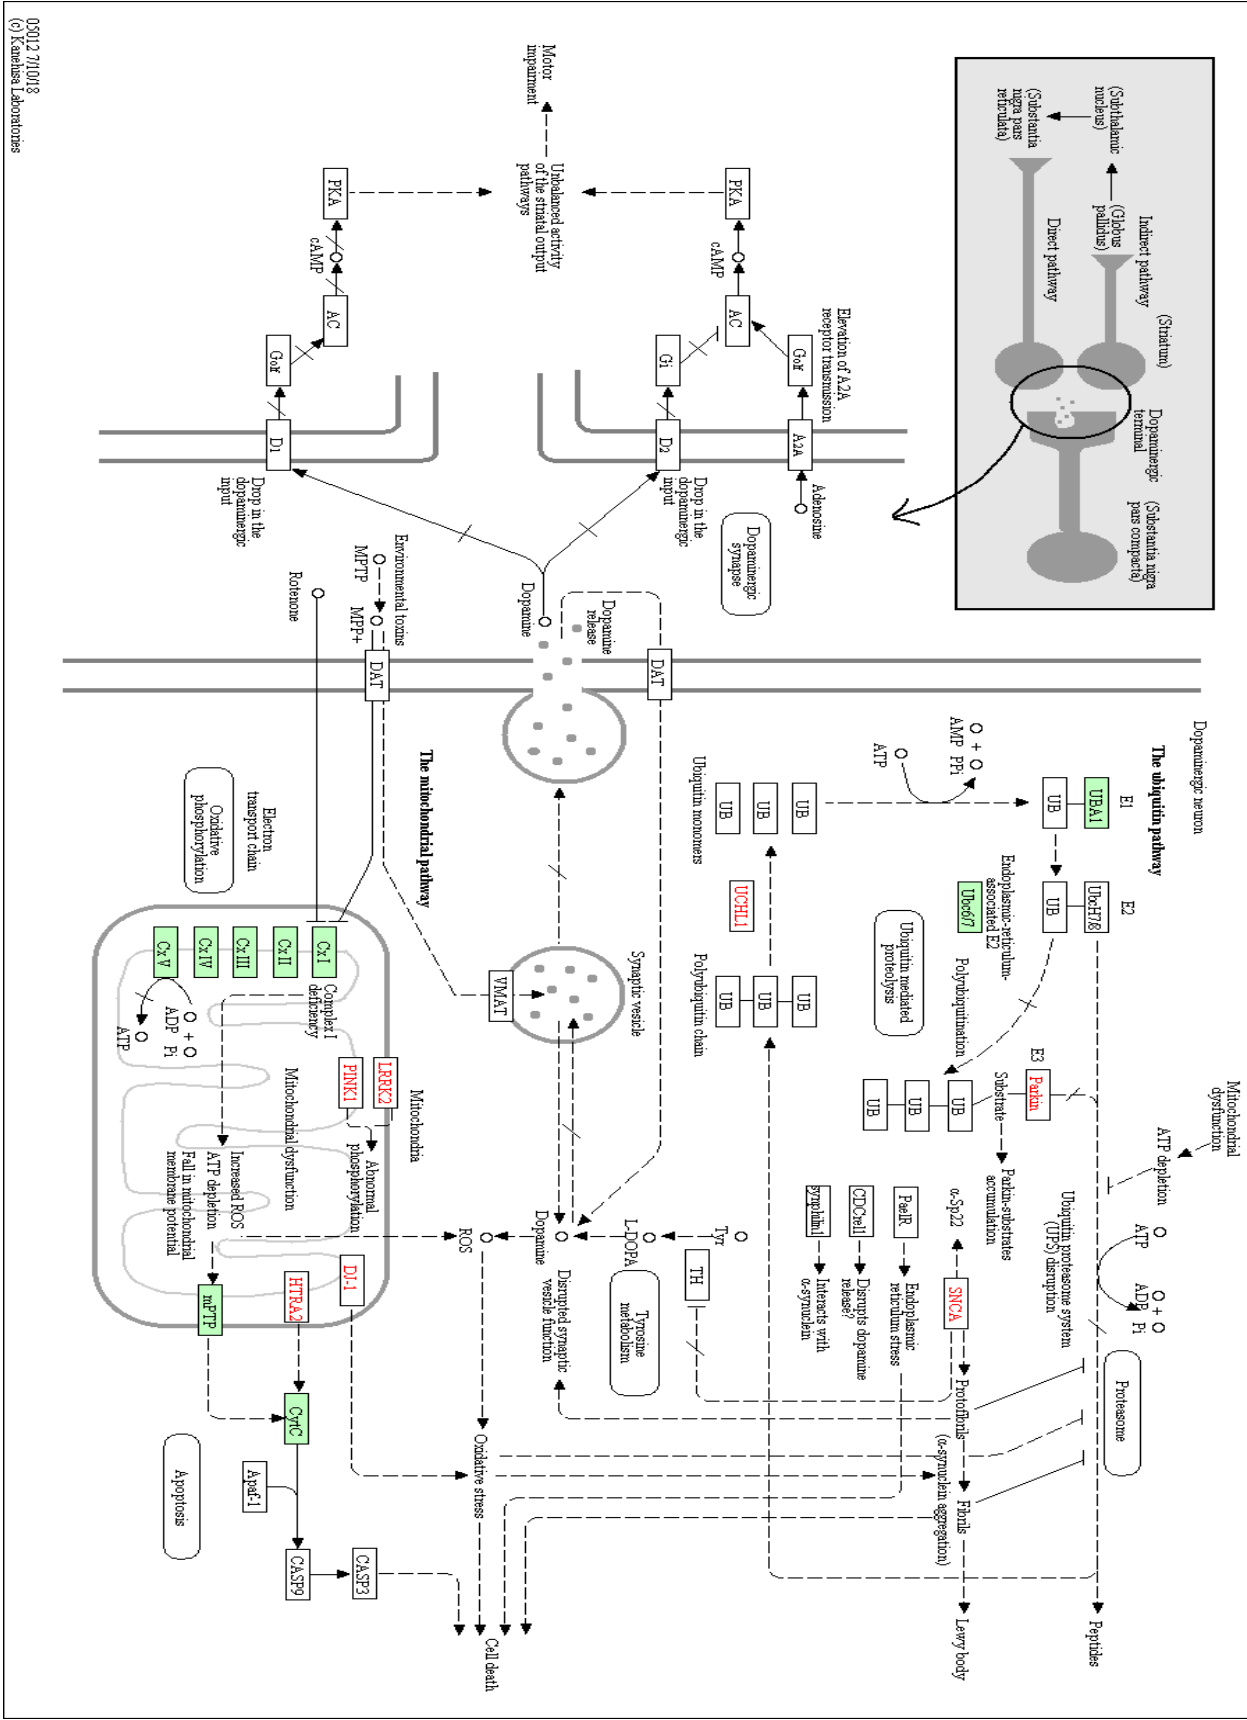 (Substantia
nigra pars
reticulata)
(Subthalamic
nucleus)
(Globus
pallidus)
Indirect pathway
Direct pathway
(Striatum)
Dopaminergic
terminal
(Substantia nigra
pars compacta)
Dopaminergic neuron
The ubiquitin pathway
E1
UBA1
UB
E2
UbcH7/8
UB
Endoplasmic-reticulum-
associated E2
Ubc6/7
AMP
PPi
+
ATP
UB
UB
UB
Ubiquitin monomers
UCHL1
UB
UB
UB
Polyubiquitin chain
Ubiquitin mediated
proteolysis
Polyubiquitination
E3
Parkin
Substrate
UB
UB
UB
Parkin-substrates
accumulation
Mitochondrial
dysfunction
ATP depletion
Ubiquitin proteasome system
(UPS) disruption
ATP
ADP
+
Pi
Proteasome
Peptides
α-Sp22
SNCA
Protofibrils
Fibrils
(α-synuclein aggregation)
Lewy body
PaelR
Endoplasmic
reticulum stress
CDCrel1
Disrupts dopamine
release?
synphilin1
Interacts with
α-synuclein
Elevation of A2A
receptor transmission
Adenosine
A2A
Golf
AC
cAMP
PKA
D2
Gi
Drop in the
dopaminergic
input
Dopaminergic
synapse
Motor
impairment
Unbalanced activity
of the striatal output
pathways
D1
Golf
AC
cAMP
PKA
Drop in the
dopaminergic
input
DAT
Dopamine
release
Dopamine
Synaptic vesicle
VMAT
Tyr
TH
L-DOPA
Dopamine
Tyrosine
metabolism
Disrupted synaptic
vesicle function
ROS
Oxidative stress
Cell death
Environmental toxins
MPTP
MPP+
DAT
Rotenone
The mitochondrial pathway
Electron
transport chain
Oxidative
phosphorylation
Cx I
Cx II
Cx III
Cx IV
Cx V
Complex I
deficiency
ADP
+
Pi
ATP
Mitochondria
LRRK2
PINK1
Abnormal
phosphorylation
Mitochondrial dysfunction
Increased ROS
ATP depletion
Fall in mitochondrial
membrane potential
DJ-1
HTRA2
mPTP
CytC
Apaf-1
CASP9
CASP3
Apoptosis
05012 7/10/18
(c) Kanehisa Laboratories